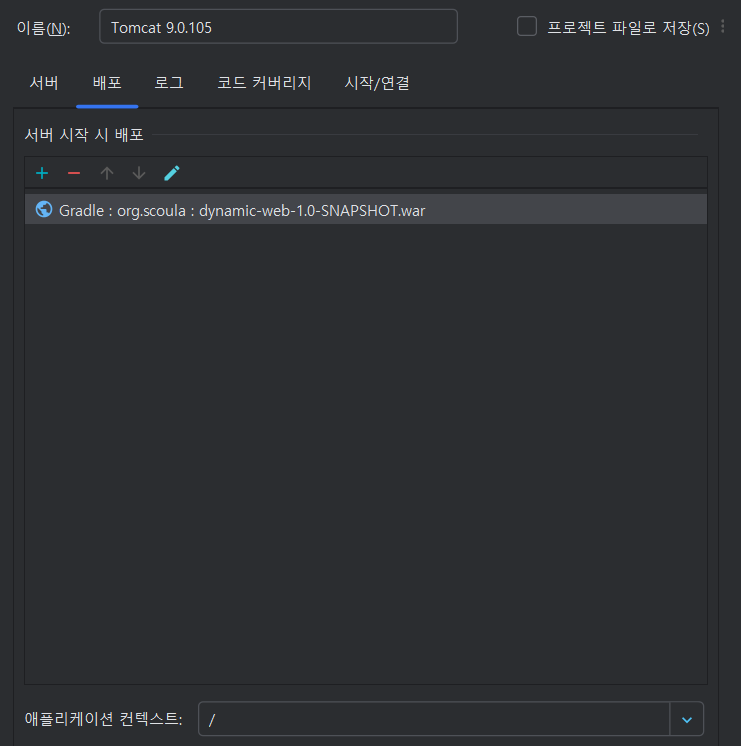 이름(N): Tomcat 9.0.105 프로젝트 파일로 저장(S)
서버 배포 로그 코드 커버리지 시작/연결
서버 시작 시 배포
Gradle : org.scoula : dynamic-web-1.0-SNAPSHOT.war
애플리케이션 컨텍스트: /